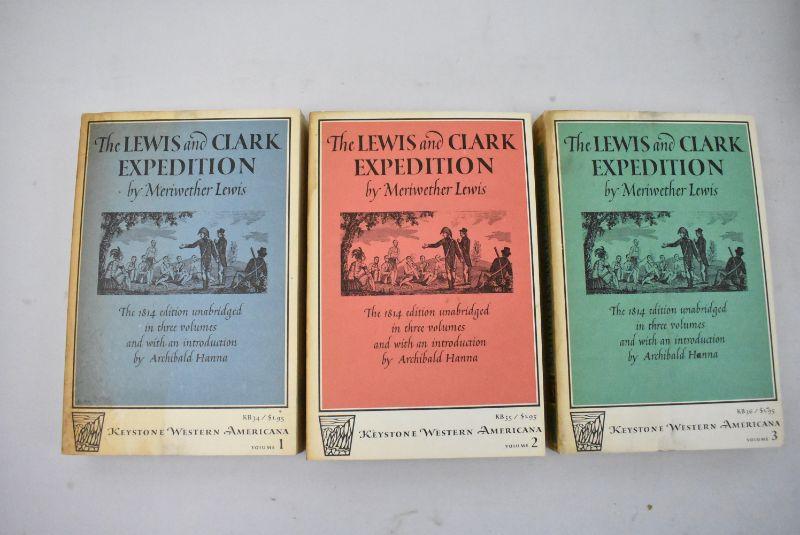 The LEWIS and CLARK
EXPEDITION
by Meriwether Lewis
The 1814 edition unabridged
in three volumes
and with an introduction
by Archibald Hanna
KB34 / $1.95
KEYSTONE WESTERN AMERICANA
VOLUME 1
The LEWIS and CLARK
EXPEDITION
by Meriwether Lewis
The 1814 edition unabridged
in three volumes
and with an introduction
by Archibald Hanna
KB35 / $1.95
KEYSTONE WESTERN AMERICANA
VOLUME 2
The LEWIS and CLARK
EXPEDITION
by Meriwether Lewis
The 1814 edition unabridged
in three volumes
and with an introduction
by Archibald Hanna
KB36 / $1.95
KEYSTONE WESTERN AMERICANA
VOLUME 3